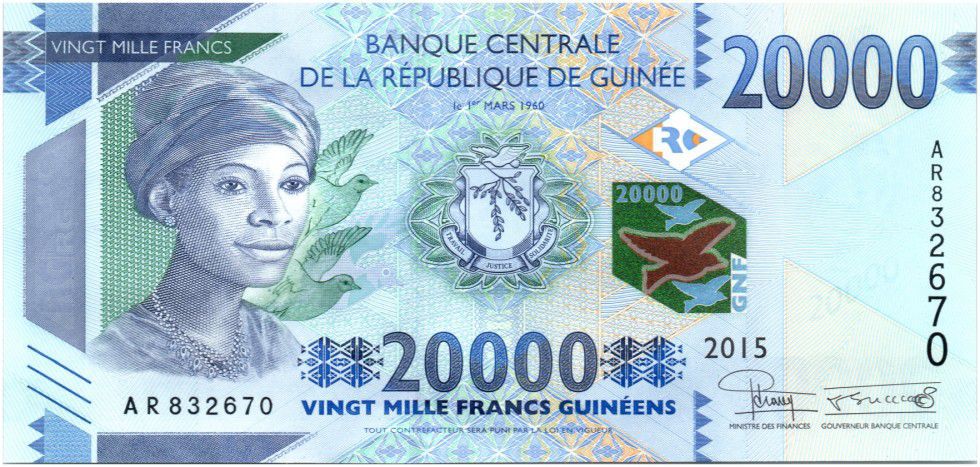 VINGT MILLE FRANCS
BANQUE CENTRALE
DE LA RÉPUBLIQUE DE GUINÉE
le 1er MARS 1960
20000
RG
20000
GNF
AR832670
TRAVAIL JUSTICE SOLIDARITÉ
20000
2015
AR 832670
VINGT MILLE FRANCS GUINÉENS
TOUT CONTREFACTEUR SERA PUNI PAR LA LOI EN VIGUEUR
MINISTRE DES FINANCES
GOUVERNEUR BANQUE CENTRALE